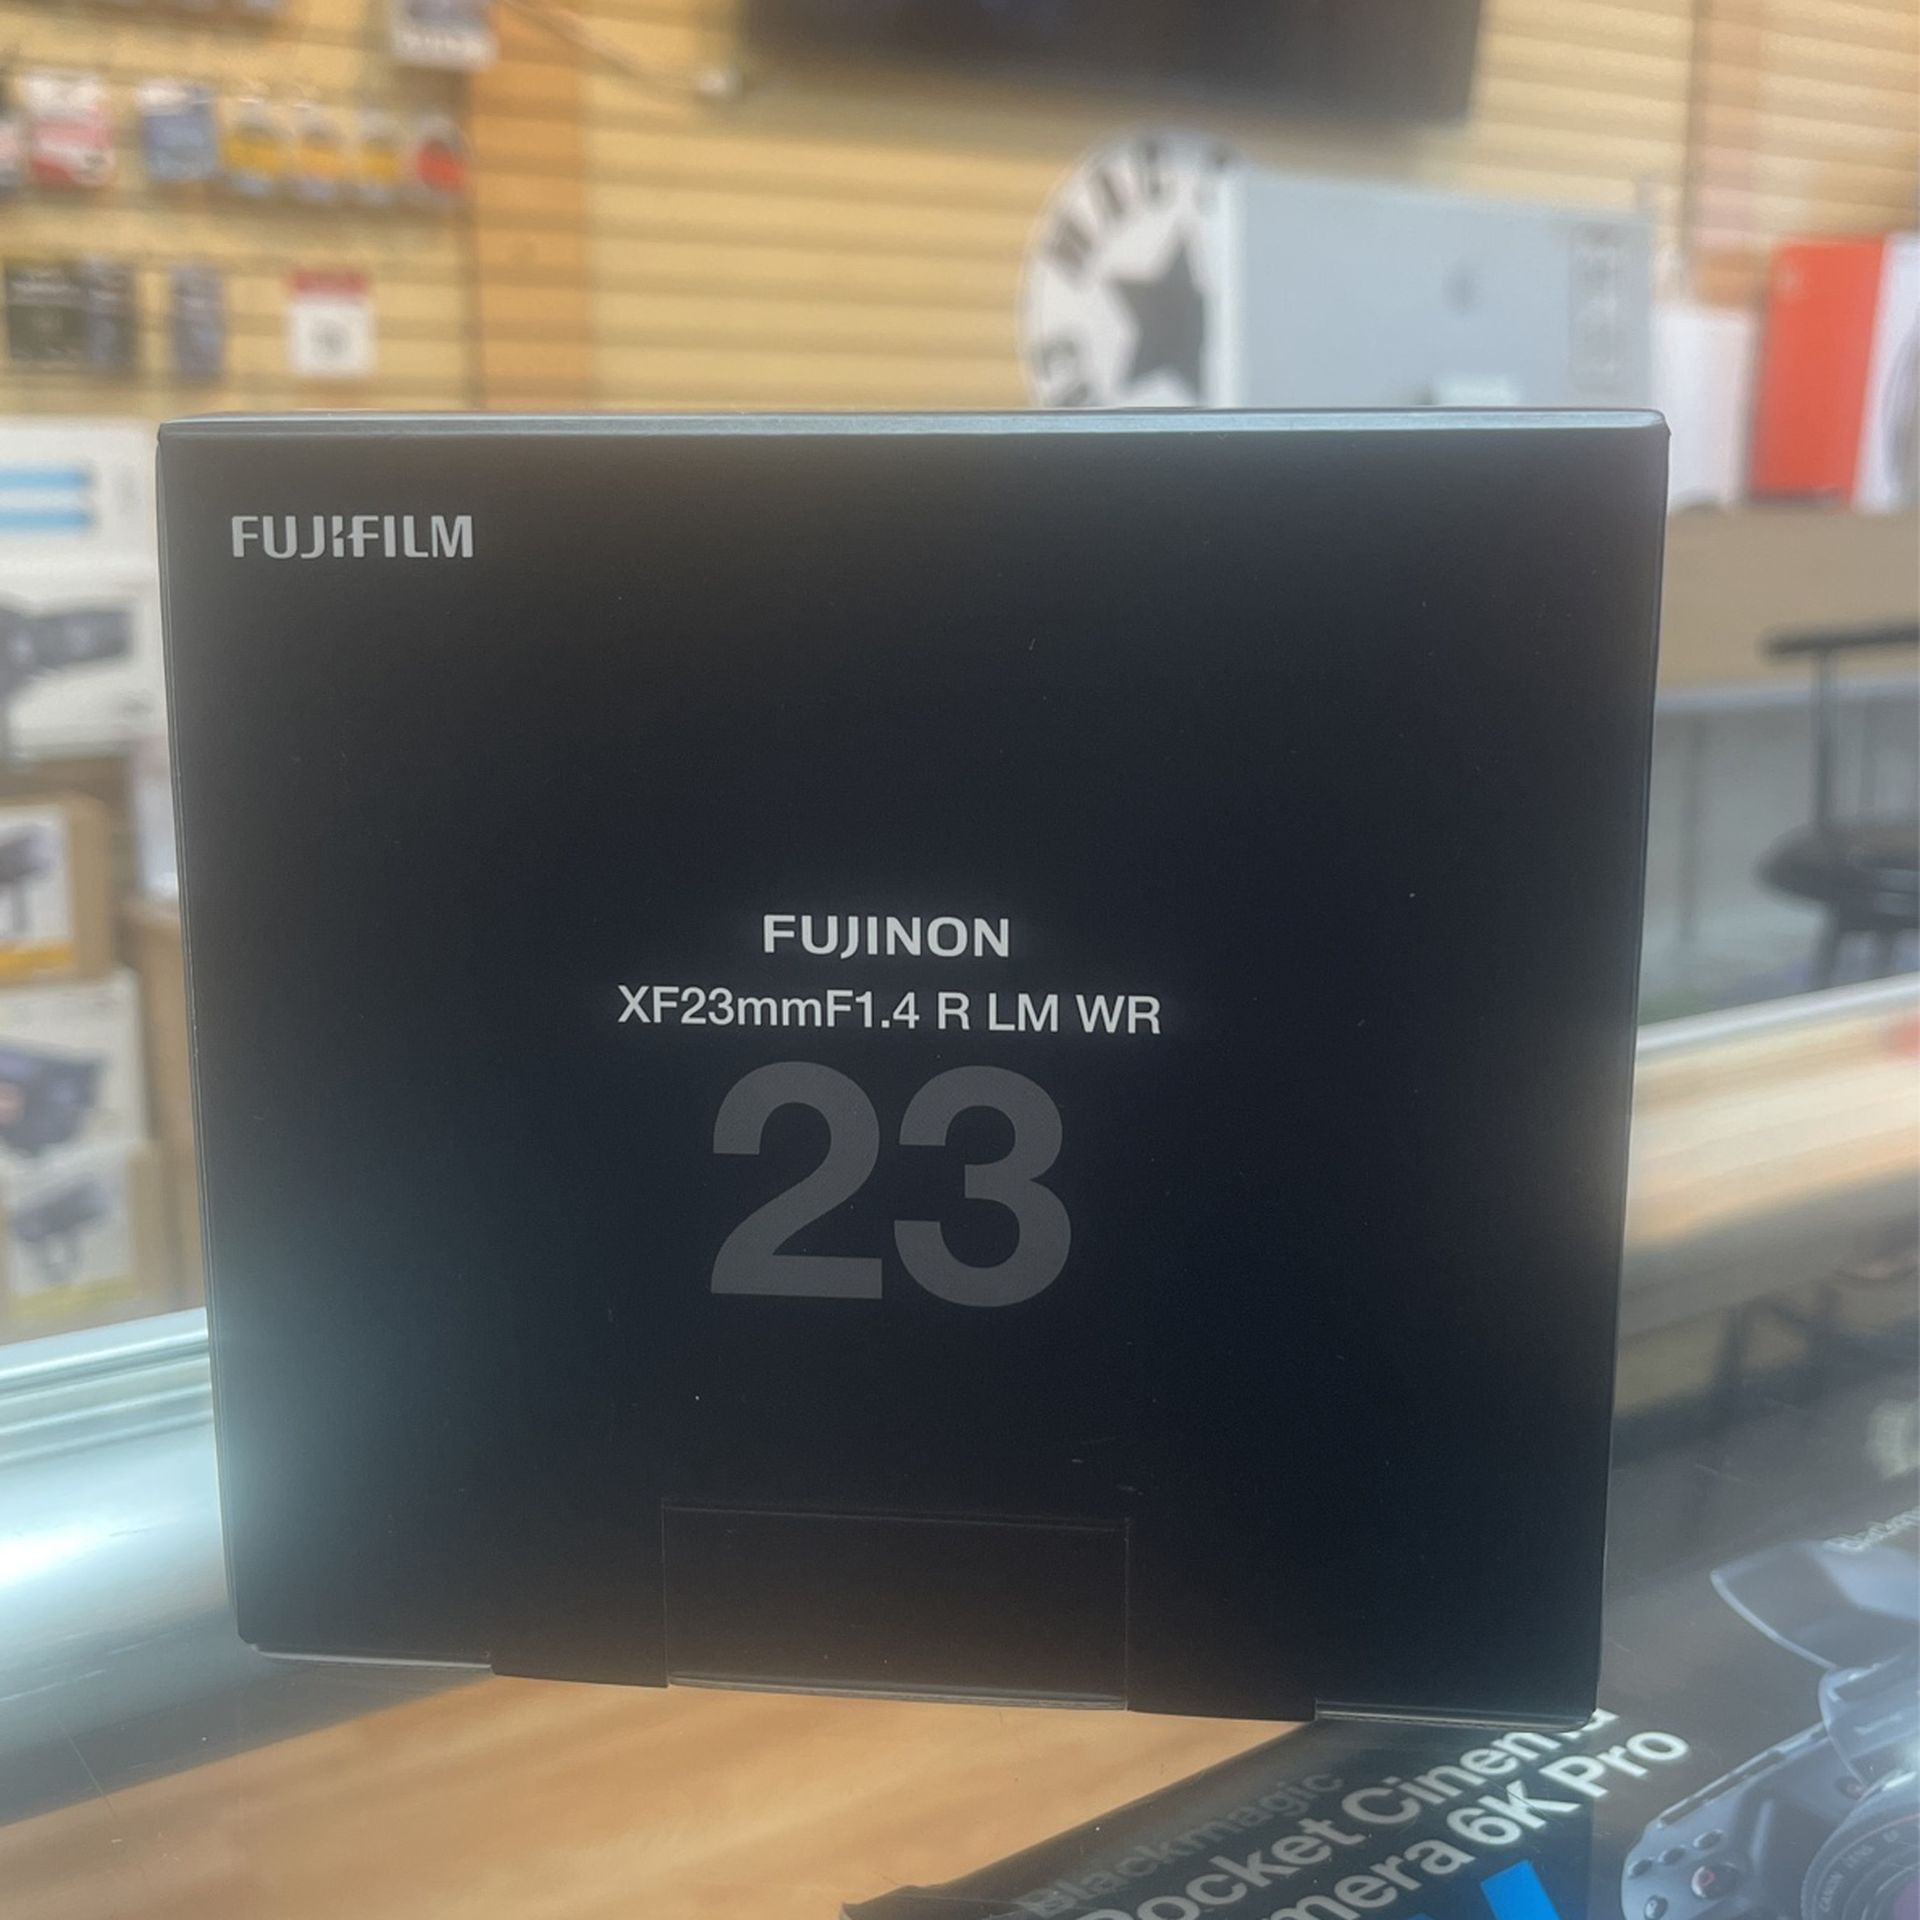 FUJIFILM
FUJINON
XF23mmF1.4 R LM WR
23
Blackmagic
Pocket Cinema
Camera 6K Pro